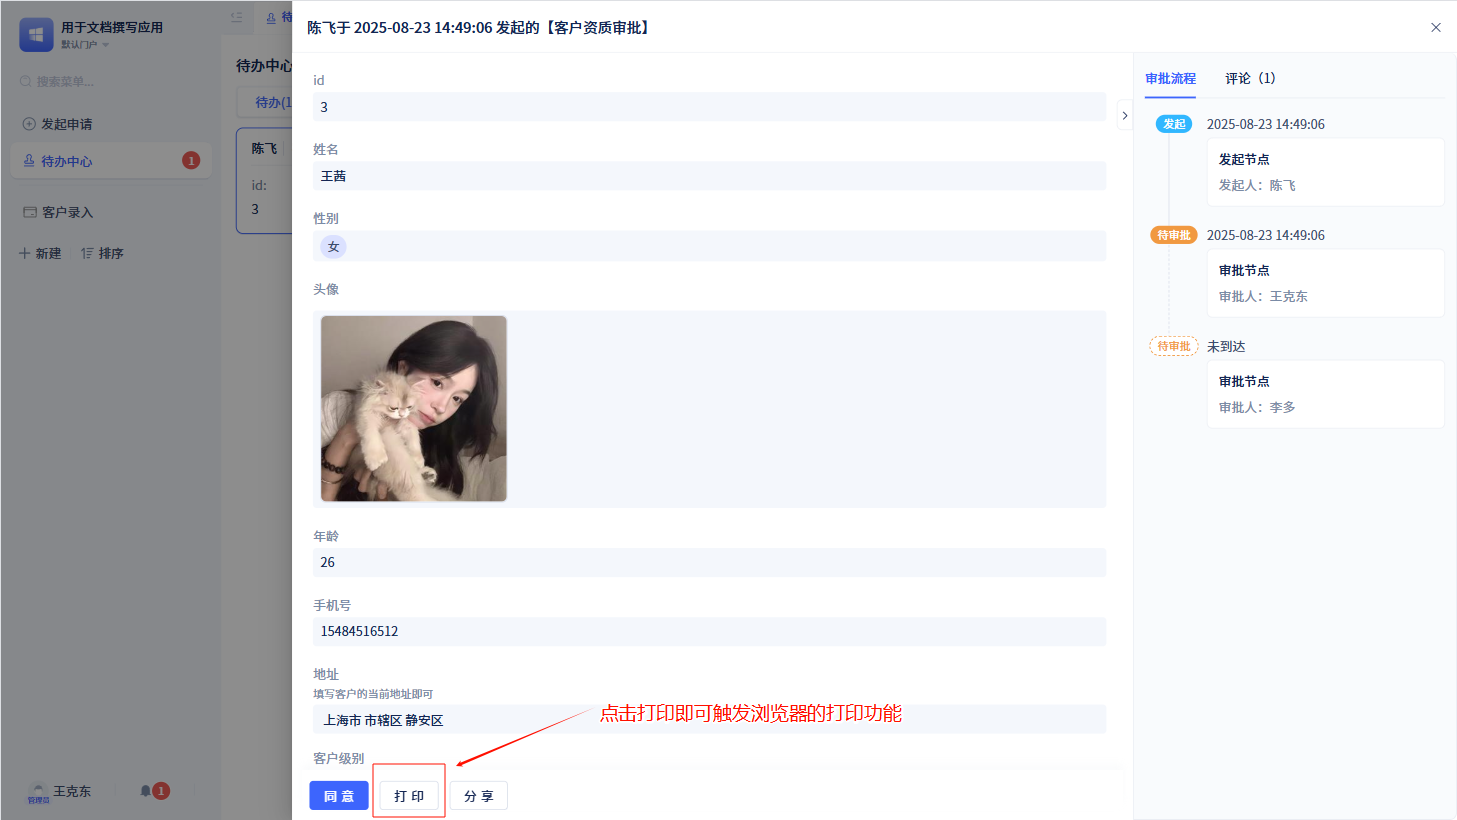 用于文档撰写应用
默认门户
搜索菜单...
发起申请
待办中心
1
客户录入
新建
排序
王克东
管理员
1
待
待办中心
待办(1
陈飞
id:
3
陈飞于 2025-08-23 14:49:06 发起的【客户资质审批】
id
3
姓名
王茜
性别
女
头像
年龄
26
手机号
15484516512
地址
填写客户的当前地址即可
上海市 市辖区 静安区
点击打印即可触发浏览器的打印功能
客户级别
同 意
打 印
分 享
审批流程
评论（1）
发起
2025-08-23 14:49:06
发起节点
发起人：陈飞
待审批
2025-08-23 14:49:06
审批节点
审批人：王克东
待审批
未到达
审批节点
审批人：李多